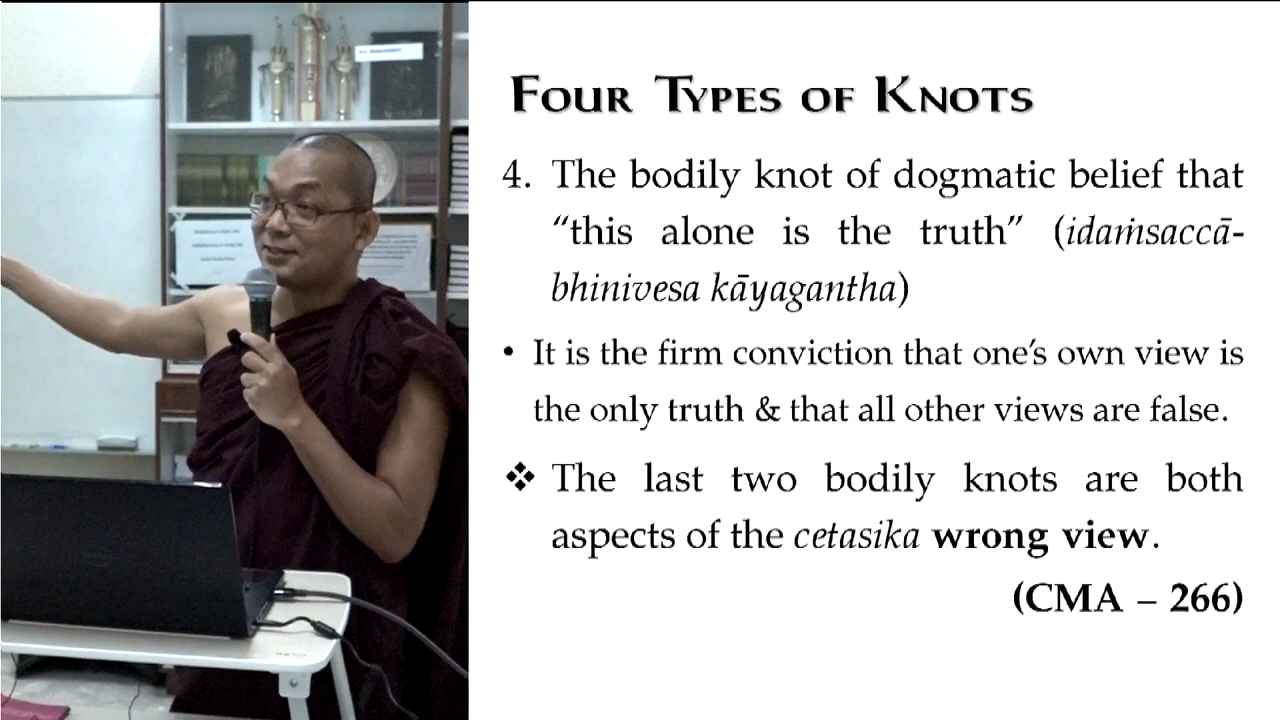 Four Types of Knots
4. The bodily knot of dogmatic belief that
“this alone is the truth” (idaṁsaccā-
bhinivesa kāyagantha)
• It is the firm conviction that one’s own view is
the only truth & that all other views are false.
❖ The last two bodily knots are both
aspects of the cetasika wrong view.
(CMA – 266)